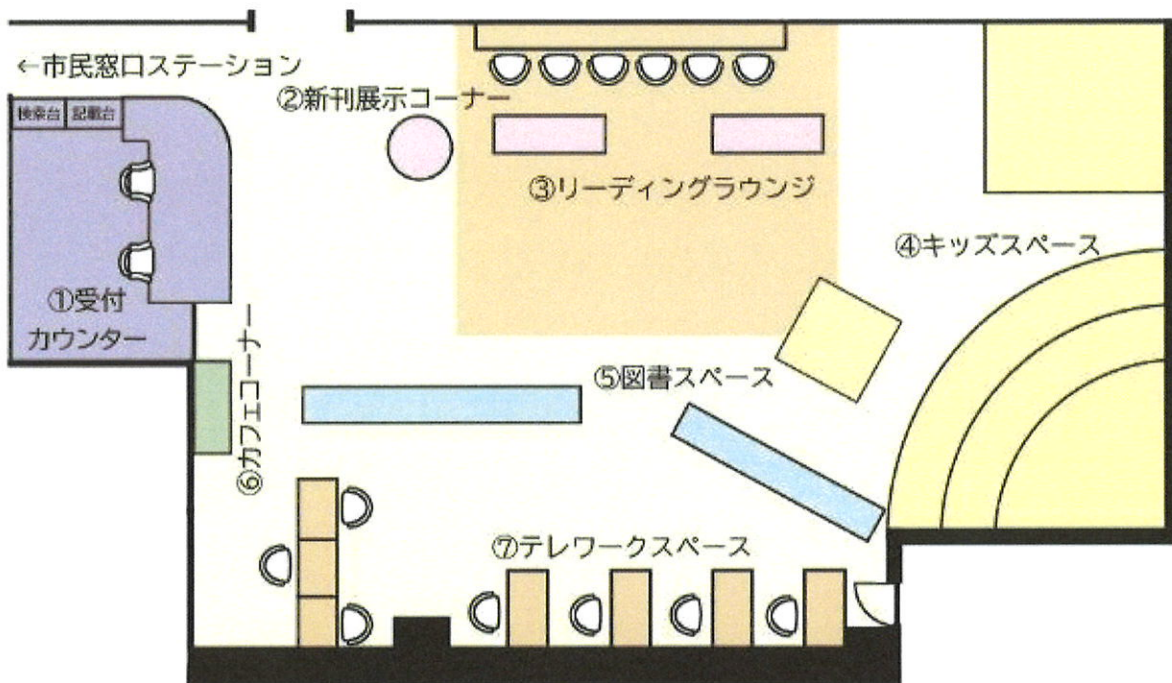 ←市民窓口ステーション
②新刊展示コーナー
検索台
記載台
③リーディングラウンジ
④キッズスペース
①受付
カウンター
⑥カフェコーナー
⑤図書スペース
⑦テレワークスペース